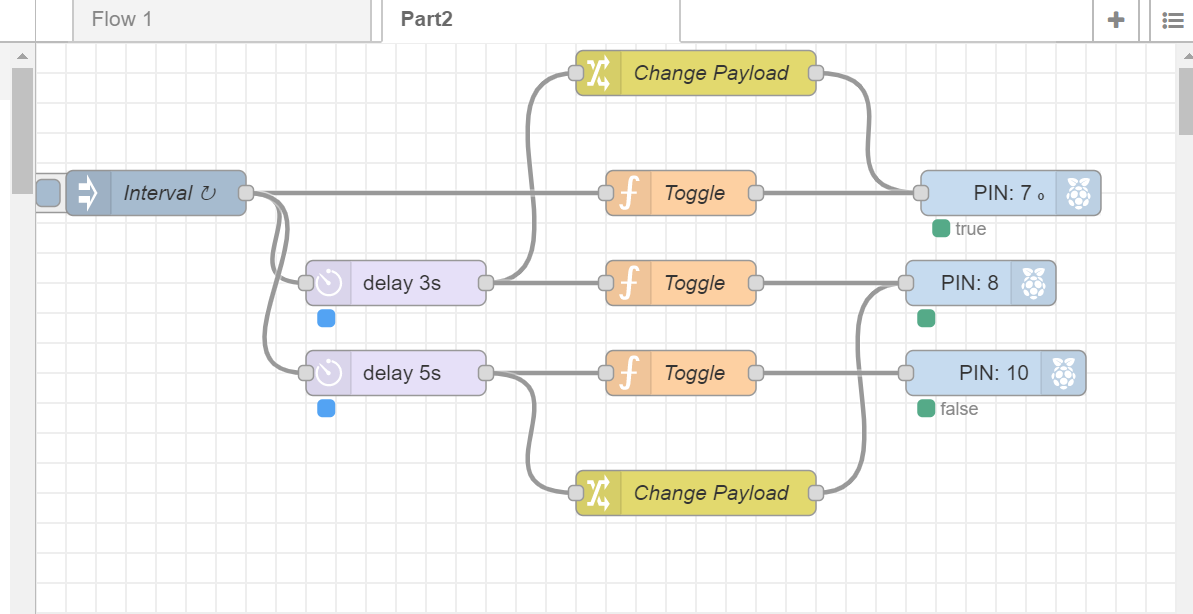 Flow 1
Part2
Change Payload
Interval ↻
Toggle
PIN: 7
true
delay 3s
Toggle
PIN: 8
delay 5s
Toggle
PIN: 10
false
Change Payload